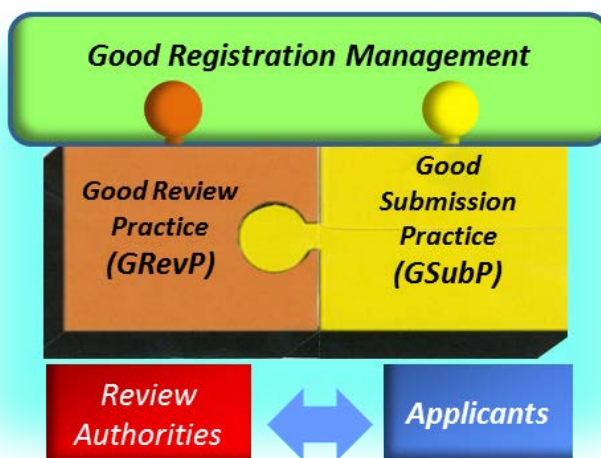 Good Registration Management
Good Review
Practice
(GRevP)
Good
Submission
Practice
(GSubP)
Review
Authorities
Applicants